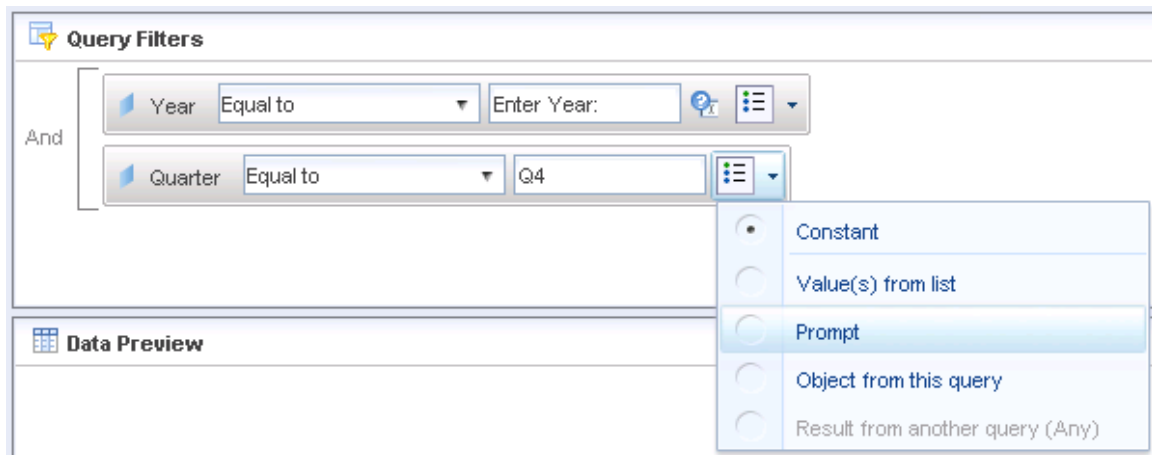 Query Filters
Year Equal to Enter Year:
And
Quarter Equal to Q4
Constant
Value(s) from list
Prompt
Object from this query
Result from another query (Any)
Data Preview